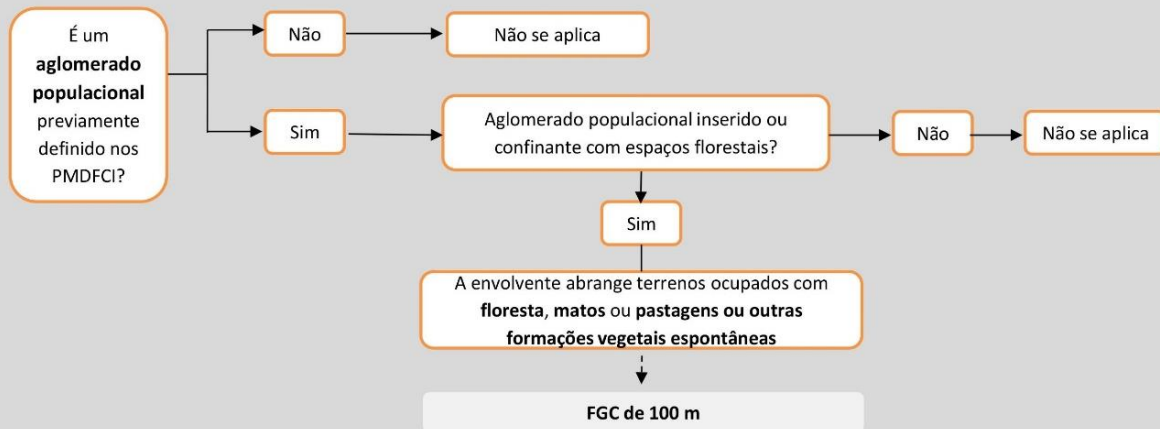 É um
aglomerado
populacional
previamente
definido nos
PMDFCI?
Não
Não se aplica
Sim
Aglomerado populacional inserido ou
confinante com espaços florestais?
Não
Não se aplica
Sim
A envolvente abrange terrenos ocupados com
floresta, matos ou pastagens ou outras
formações vegetais espontâneas
FGC de 100 m